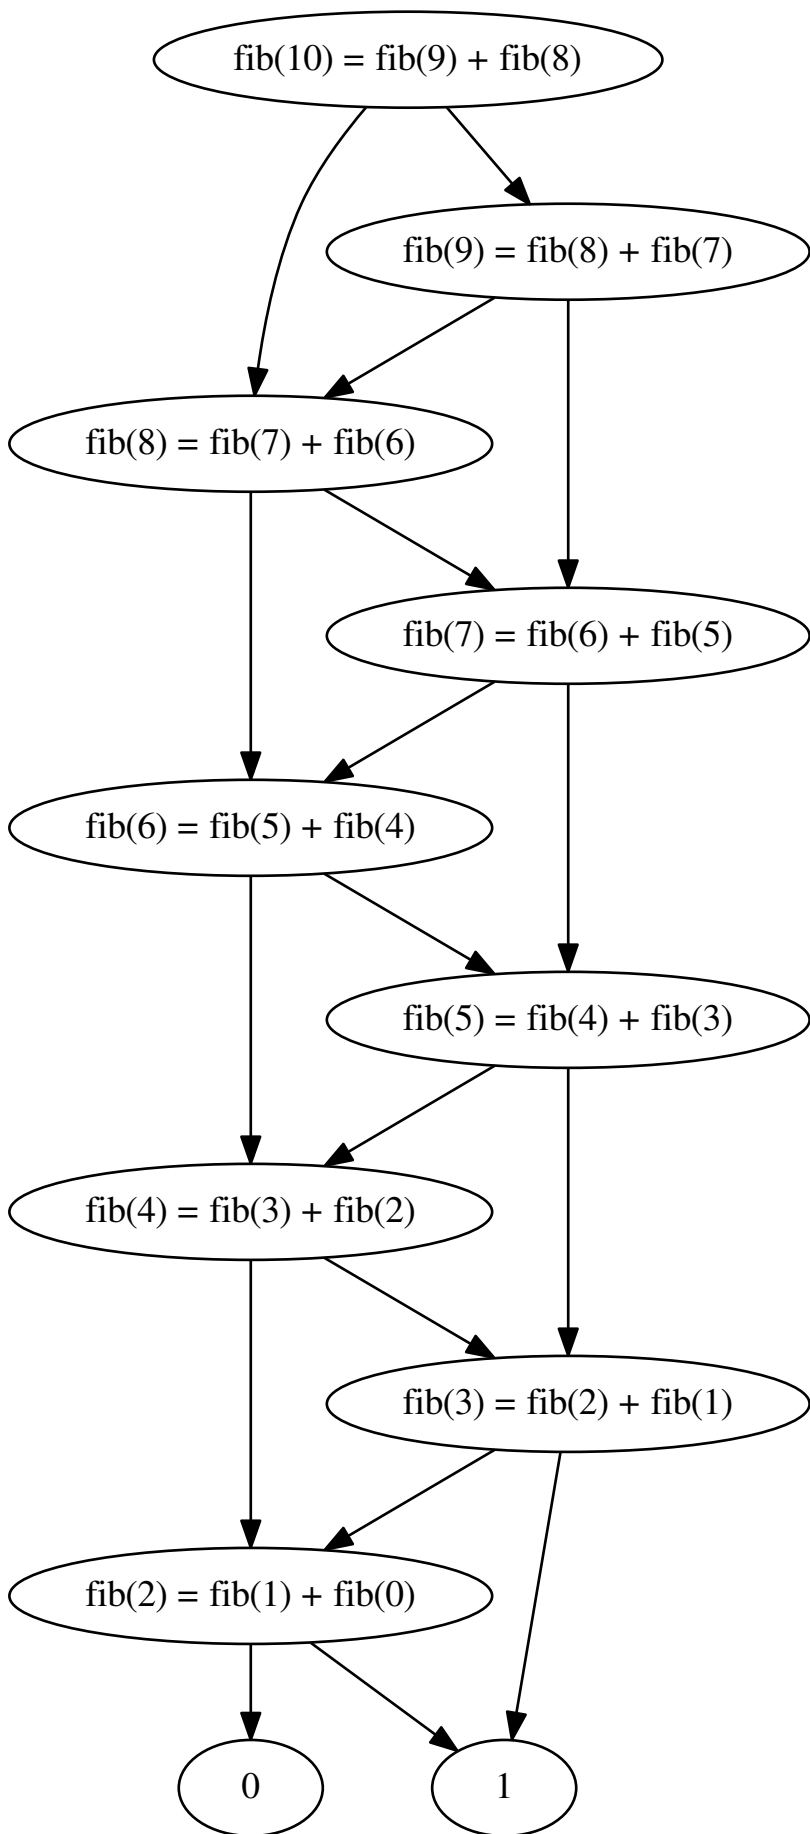 fib(10) = fib(9) + fib(8)
fib(9) = fib(8) + fib(7)
fib(8) = fib(7) + fib(6)
fib(7) = fib(6) + fib(5)
fib(6) = fib(5) + fib(4)
fib(5) = fib(4) + fib(3)
fib(4) = fib(3) + fib(2)
fib(3) = fib(2) + fib(1)
fib(2) = fib(1) + fib(0)
0
1